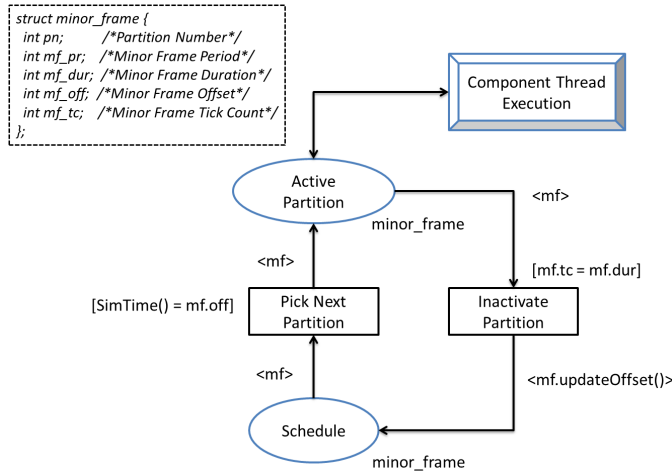 struct minor_frame {
int pn; /*Partition Number*/
int mf_pr; /*Minor Frame Period*/
int mf_dur; /*Minor Frame Duration*/
int mf_off; /*Minor Frame Offset*/
int mf_tc; /*Minor Frame Tick Count*/
};
Component Thread
Execution
Active
Partition
<mf>
minor_frame
<mf>
[mf.tc = mf.dur]
[SimTime() = mf.off]
Pick Next
Partition
Inactivate
Partition
<mf>
<mf.updateOffset()>
Schedule
minor_frame